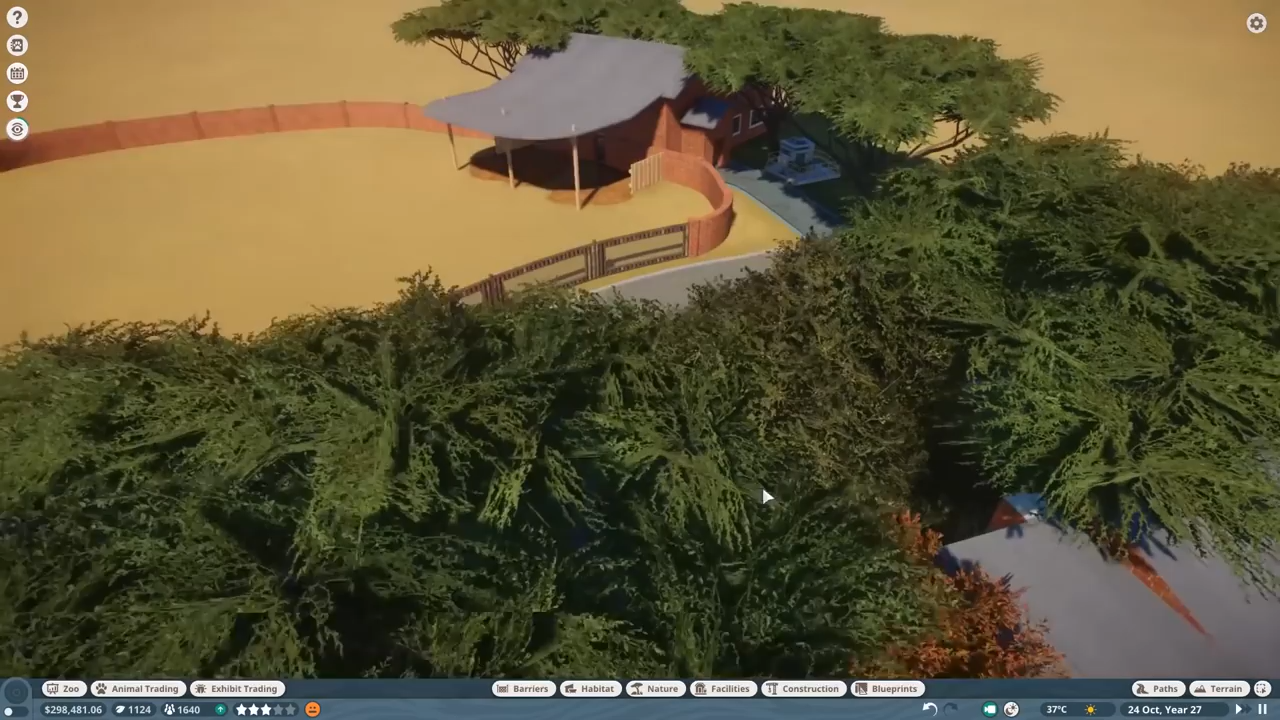 ?
Zoo
Animal Trading
Exhibit Trading
Barriers
Habitat
Nature
Facilities
Construction
Blueprints
Paths
Terrain
$298,481.06
1124
1640
37°C
24 Oct, Year 27